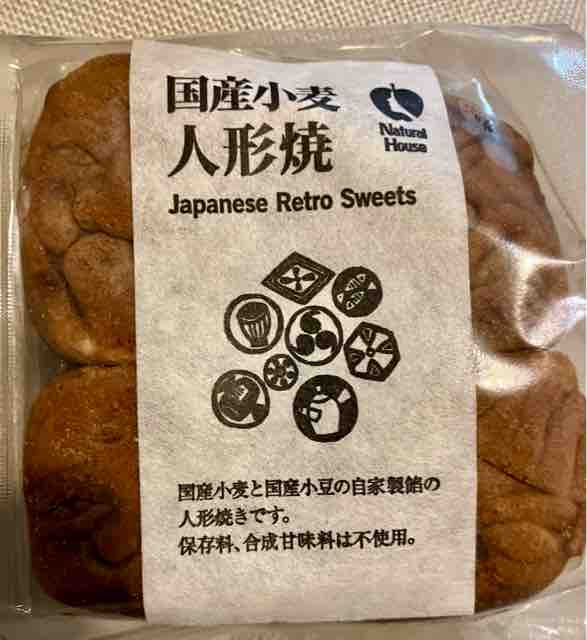 国産小麦
人形焼
Natural
House
Japanese Retro Sweets
国産小麦と国産小豆の自家製餡の
人形焼きです。
保存料、合成甘味料は不使用。